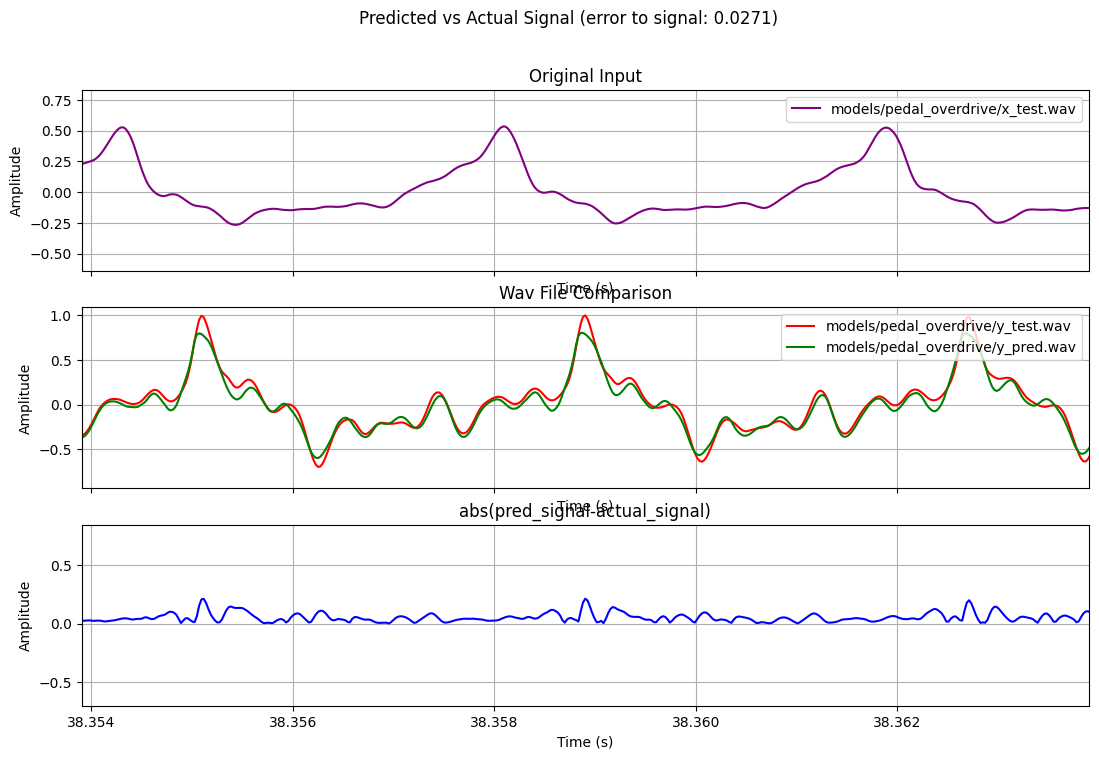 Predicted vs Actual Signal (error to signal: 0.0271)
Original Input
models/pedal_overdrive/x_test.wav
Amplitude
0.75
0.50
0.25
0.00
−0.25
−0.50
Time (s)
Wav File Comparison
models/pedal_overdrive/y_test.wav
models/pedal_overdrive/y_pred.wav
Amplitude
1.0
0.5
0.0
−0.5
Time (s)
abs(pred_signal-actual_signal)
Amplitude
0.5
0.0
−0.5
38.354
38.356
38.358
38.360
38.362
Time (s)